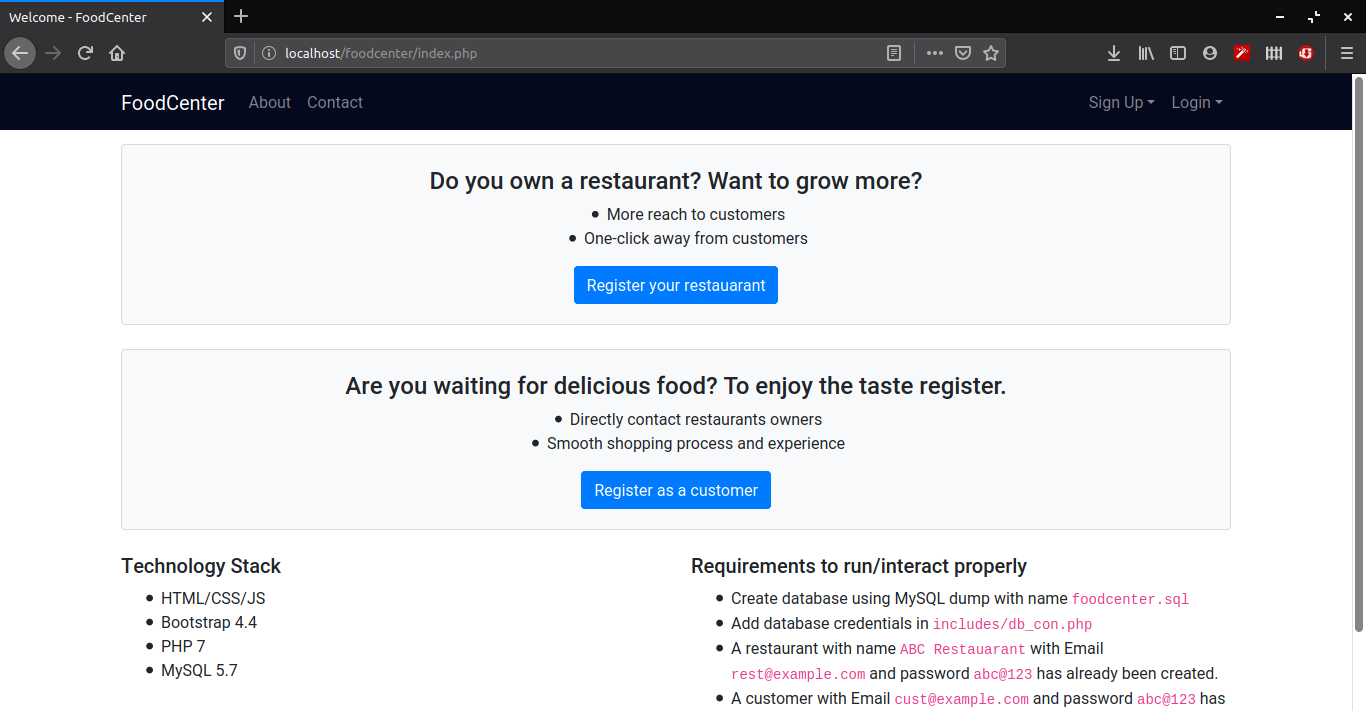 Welcome - FoodCenter
localhost/foodcenter/index.php
FoodCenter About Contact Sign Up Login
Do you own a restaurant? Want to grow more?
• More reach to customers
• One-click away from customers
Register your restauarant
Are you waiting for delicious food? To enjoy the taste register.
• Directly contact restaurants owners
• Smooth shopping process and experience
Register as a customer
Technology Stack
• HTML/CSS/JS
• Bootstrap 4.4
• PHP 7
• MySQL 5.7
Requirements to run/interact properly
• Create database using MySQL dump with name foodcenter.sql
• Add database credentials in includes/db_con.php
• A restaurant with name ABC Restauarant with Email
rest@example.com and password abc@123 has already been created.
• A customer with Email cust@example.com and password abc@123 has